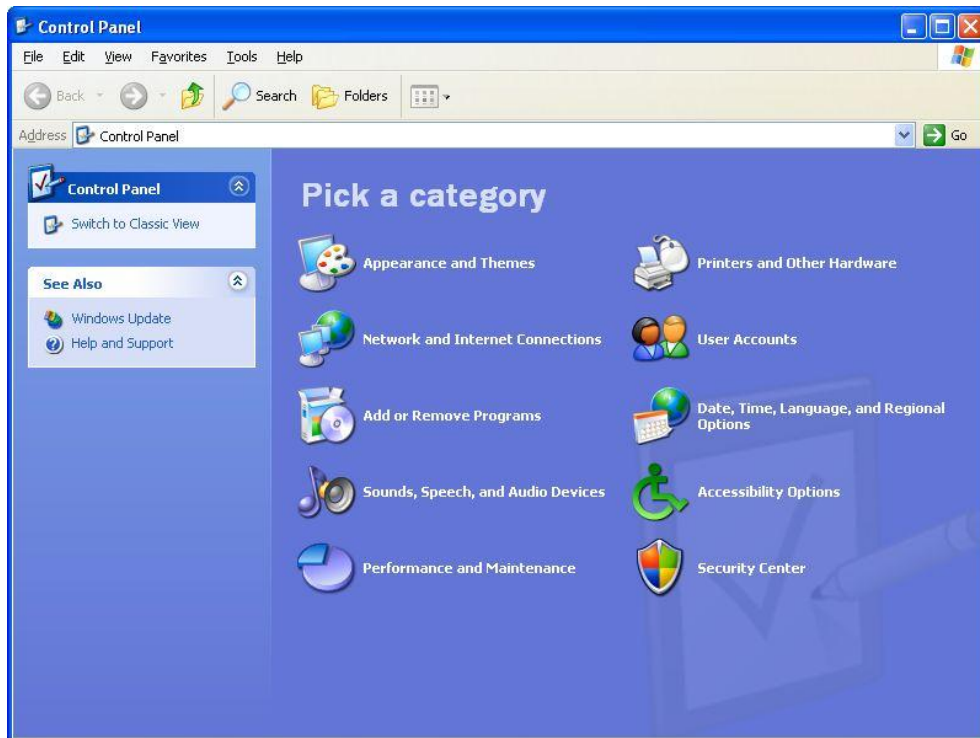 Control Panel
File Edit View Favorites Tools Help
Back Search Folders
Address Control Panel Go
Control Panel
Switch to Classic View
See Also
Windows Update
Help and Support
Pick a category
Appearance and Themes
Printers and Other Hardware
Network and Internet Connections
User Accounts
Add or Remove Programs
Date, Time, Language, and Regional
Options
Sounds, Speech, and Audio Devices
Accessibility Options
Performance and Maintenance
Security Center